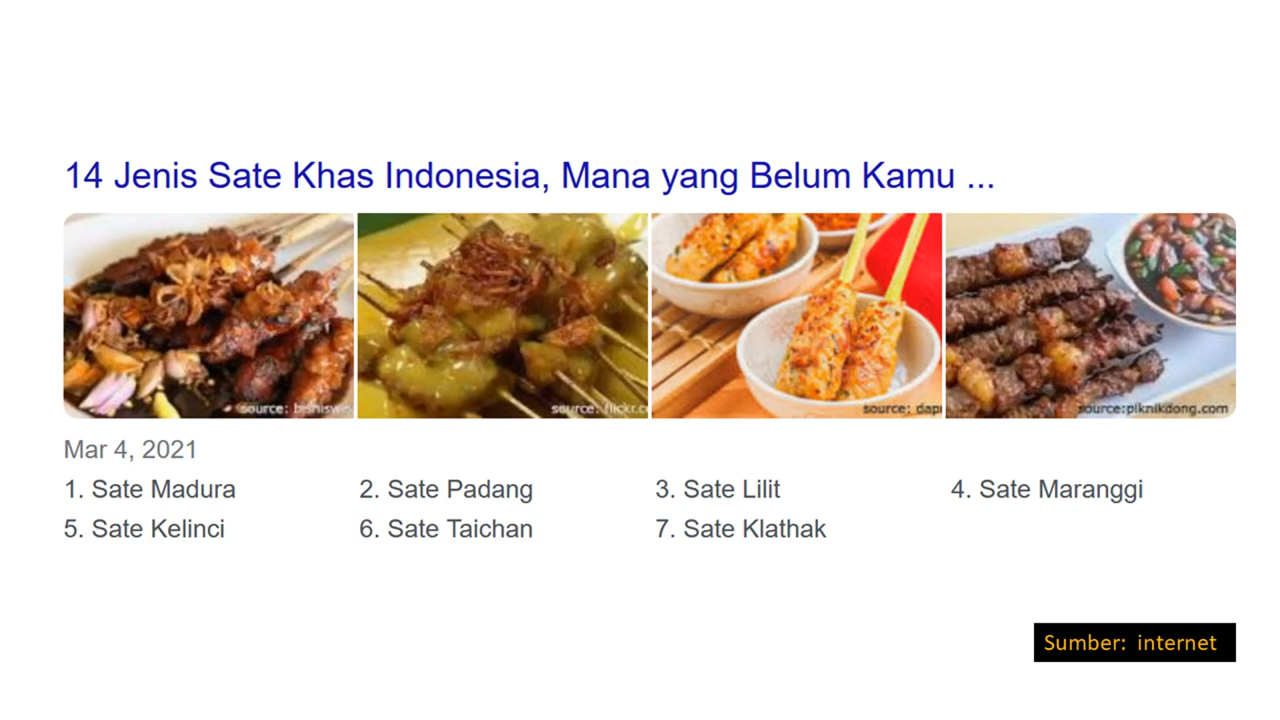 14 Jenis Sate Khas Indonesia, Mana yang Belum Kamu ...
source:
source: flickr.c
source: dap
source:piknikdong.com
Mar 4, 2021
1. Sate Madura
2. Sate Padang
3. Sate Lilit
4. Sate Maranggi
5. Sate Kelinci
6. Sate Taichan
7. Sate Klathak
Sumber: internet